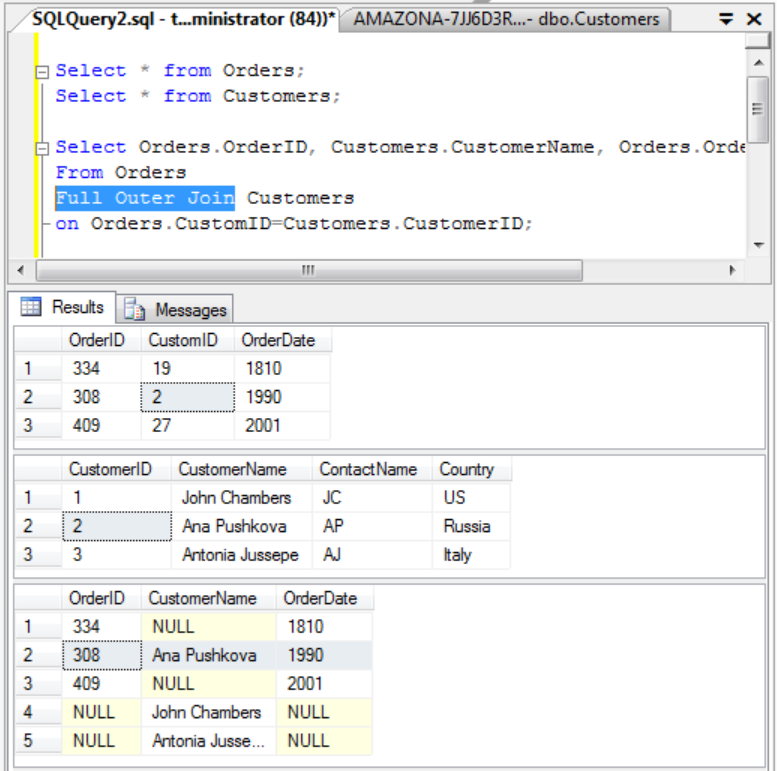 SQLQuery2.sql - t...ministrator (84))* AMAZONA-7JJ6D3R...- dbo.Customers
Select * from Orders;
Select * from Customers;
Select Orders.OrderID, Customers.CustomerName, Orders.Orde
From Orders
Full Outer Join Customers
on Orders.CustomID=Customers.CustomerID;
Results Messages
OrderID CustomID OrderDate
1 334 19 1810
2 308 2 1990
3 409 27 2001
CustomerID CustomerName ContactName Country
1 1 John Chambers JC US
2 2 Ana Pushkova AP Russia
3 3 Antonia Jussepe AJ Italy
OrderID CustomerName OrderDate
1 334 NULL 1810
2 308 Ana Pushkova 1990
3 409 NULL 2001
4 NULL John Chambers NULL
5 NULL Antonia Jusse... NULL